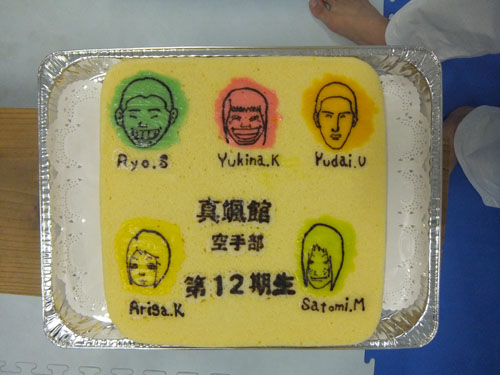 Ryo.S
Yukina.K
Yudai.U
真颯館
空手部
第12期生
Arisa.K
Satomi.M